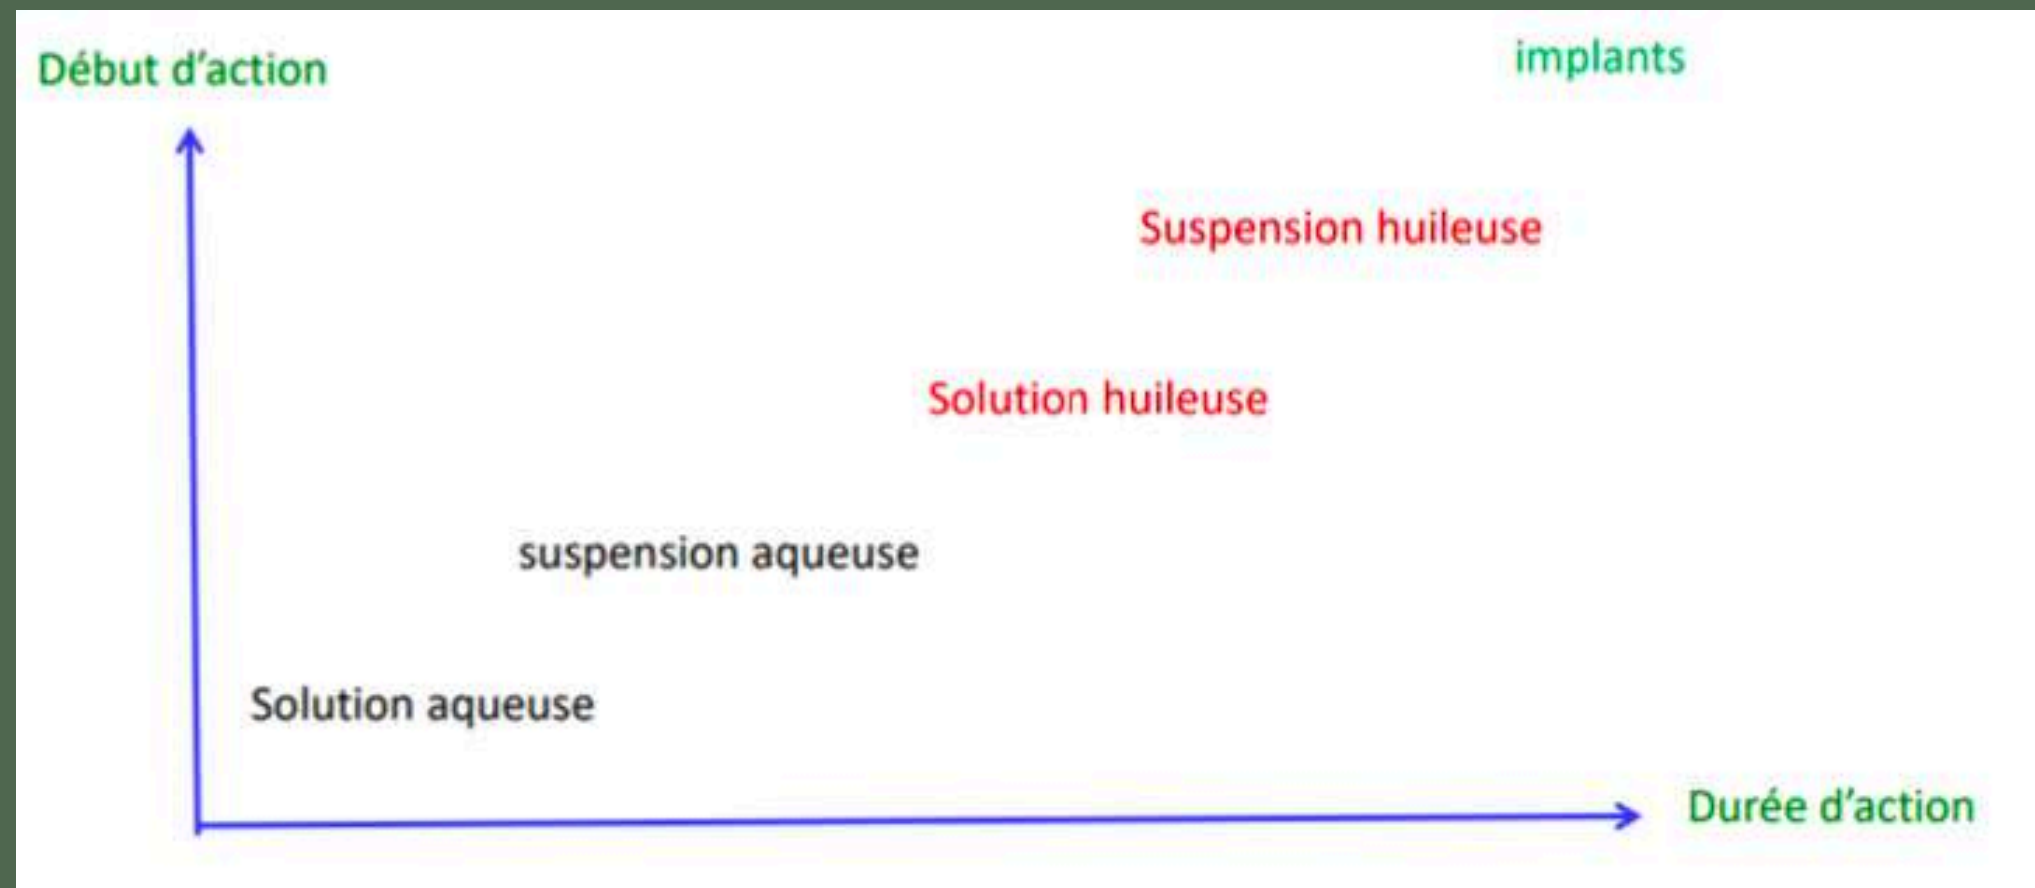 Début d'action
implants
Suspension huileuse
Solution huileuse
suspension aqueuse
Solution aqueuse
Durée d'action